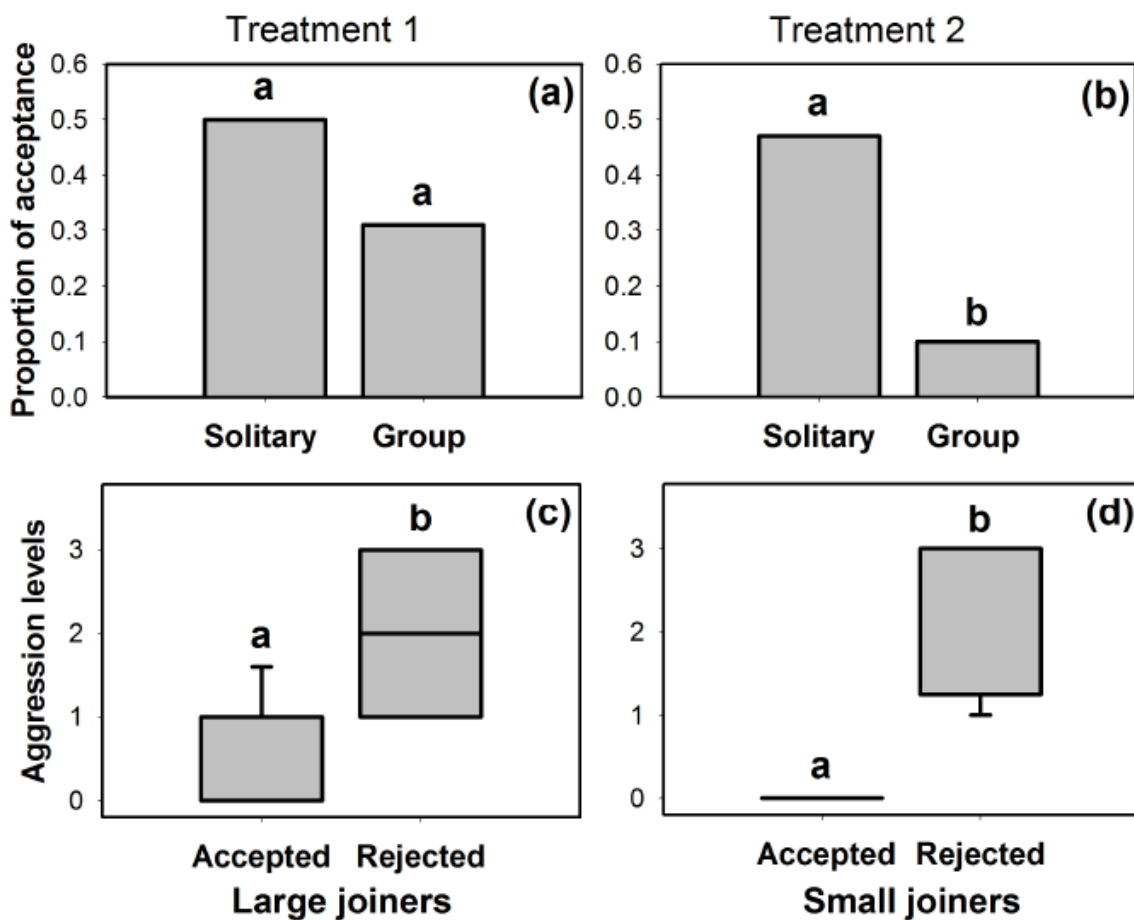 Treatment 1
Treatment 2
Proportion of acceptance
0.6
0.5
0.4
0.3
0.2
0.1
0.0
a
a
(a)
Solitary Group
0.6
0.5
0.4
0.3
0.2
0.1
0.0
a
b
(b)
Solitary Group
Aggression levels
3
2
1
0
a
b
(c)
Accepted Rejected
Large joiners
3
2
1
0
a
b
(d)
Accepted Rejected
Small joiners